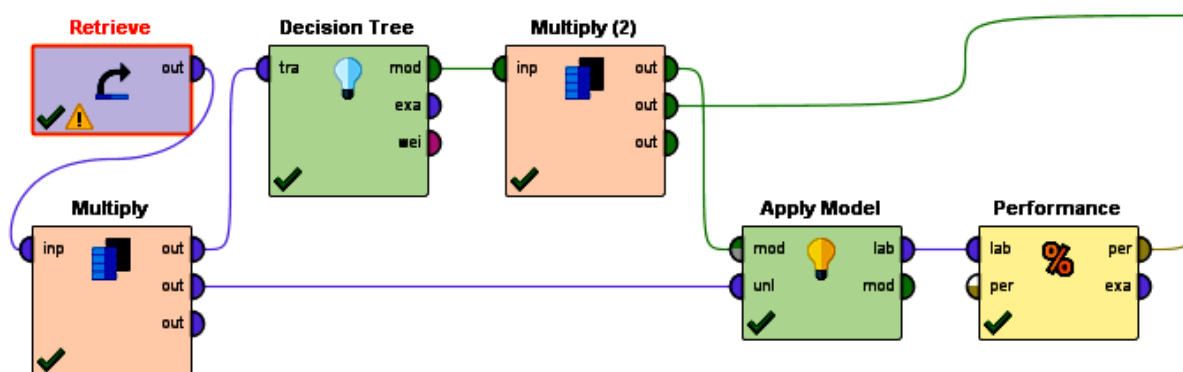 Retrieve
out
Decision Tree
tra
mod
exa
wei
Multiply (2)
inp
out
out
out
Multiply
inp
out
out
out
Apply Model
mod
unl
lab
mod
Performance
lab
per
%
per
exa